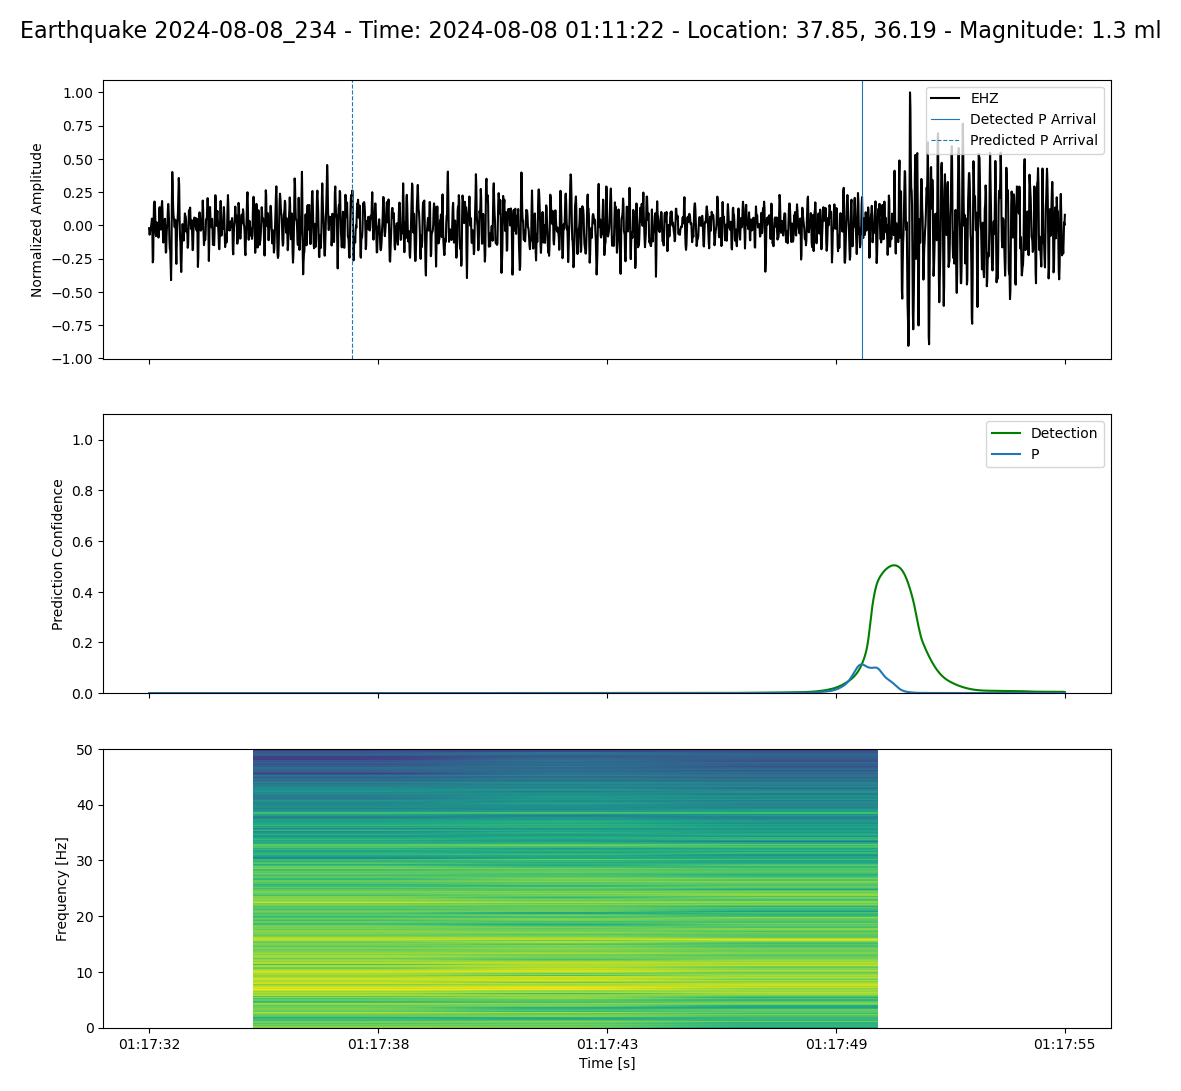 Earthquake 2024-08-08_234 - Time: 2024-08-08 01:11:22 - Location: 37.85, 36.19 - Magnitude: 1.3 ml
1.00
0.75
0.50
0.25
0.00
−0.25
−0.50
−0.75
−1.00
Normalized Amplitude
EHZ
Detected P Arrival
Predicted P Arrival
1.0
0.8
0.6
0.4
0.2
0.0
Prediction Confidence
Detection
P
50
40
30
20
10
0
Frequency [Hz]
01:17:32 01:17:38 01:17:43 01:17:49 01:17:55
Time [s]